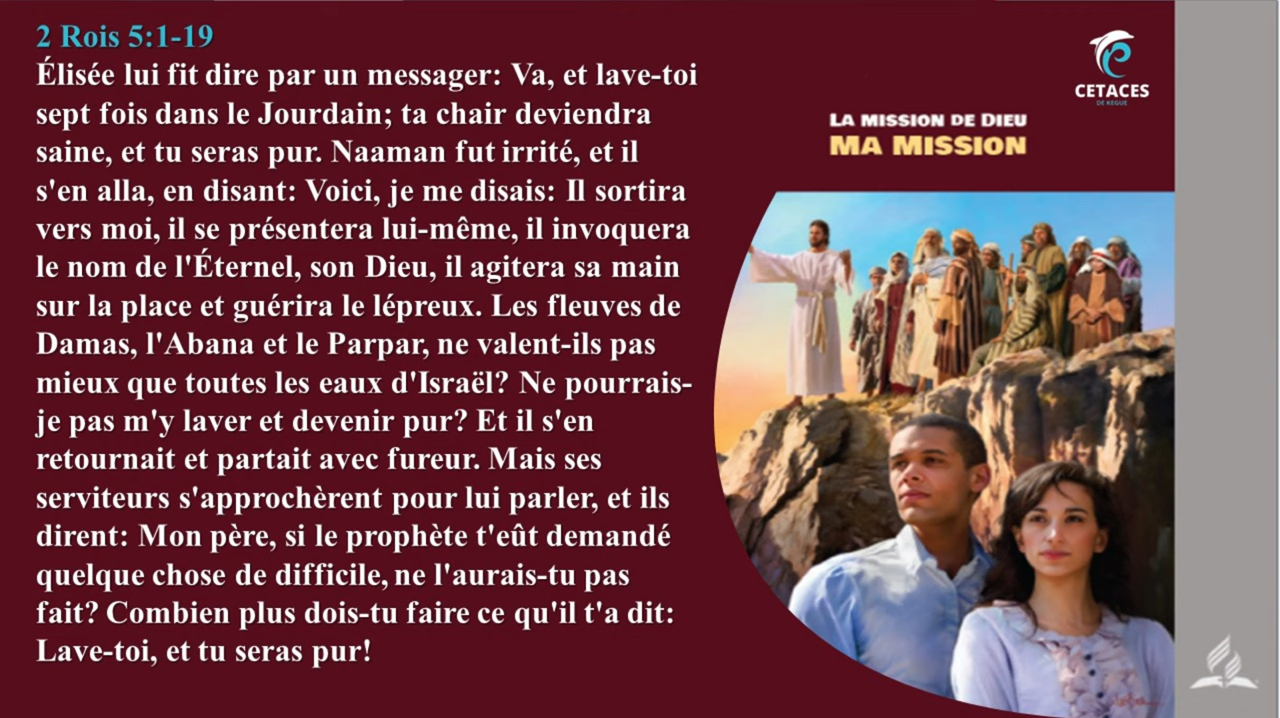 2 Rois 5:1-19
Élisée lui fit dire par un messager: Va, et lave-toi
sept fois dans le Jourdain; ta chair deviendra
saine, et tu seras pur. Naaman fut irrité, et il
s'en alla, en disant: Voici, je me disais: Il sortira
vers moi, il se présentera lui-même, il invoquera
le nom de l'Éternel, son Dieu, il agitera sa main
sur la place et guérira le lépreux. Les fleuves de
Damas, l'Abana et le Parpar, ne valent-ils pas
mieux que toutes les eaux d'Israël? Ne pourrais-
je pas m'y laver et devenir pur? Et il s'en
retournait et partait avec fureur. Mais ses
serviteurs s'approchèrent pour lui parler, et ils
dirent: Mon père, si le prophète t'eût demandé
quelque chose de difficile, ne l'aurais-tu pas
fait? Combien plus dois-tu faire ce qu'il t'a dit:
Lave-toi, et tu seras pur!
CETACES
DE KEGUE
LA MISSION DE DIEU
MA MISSION